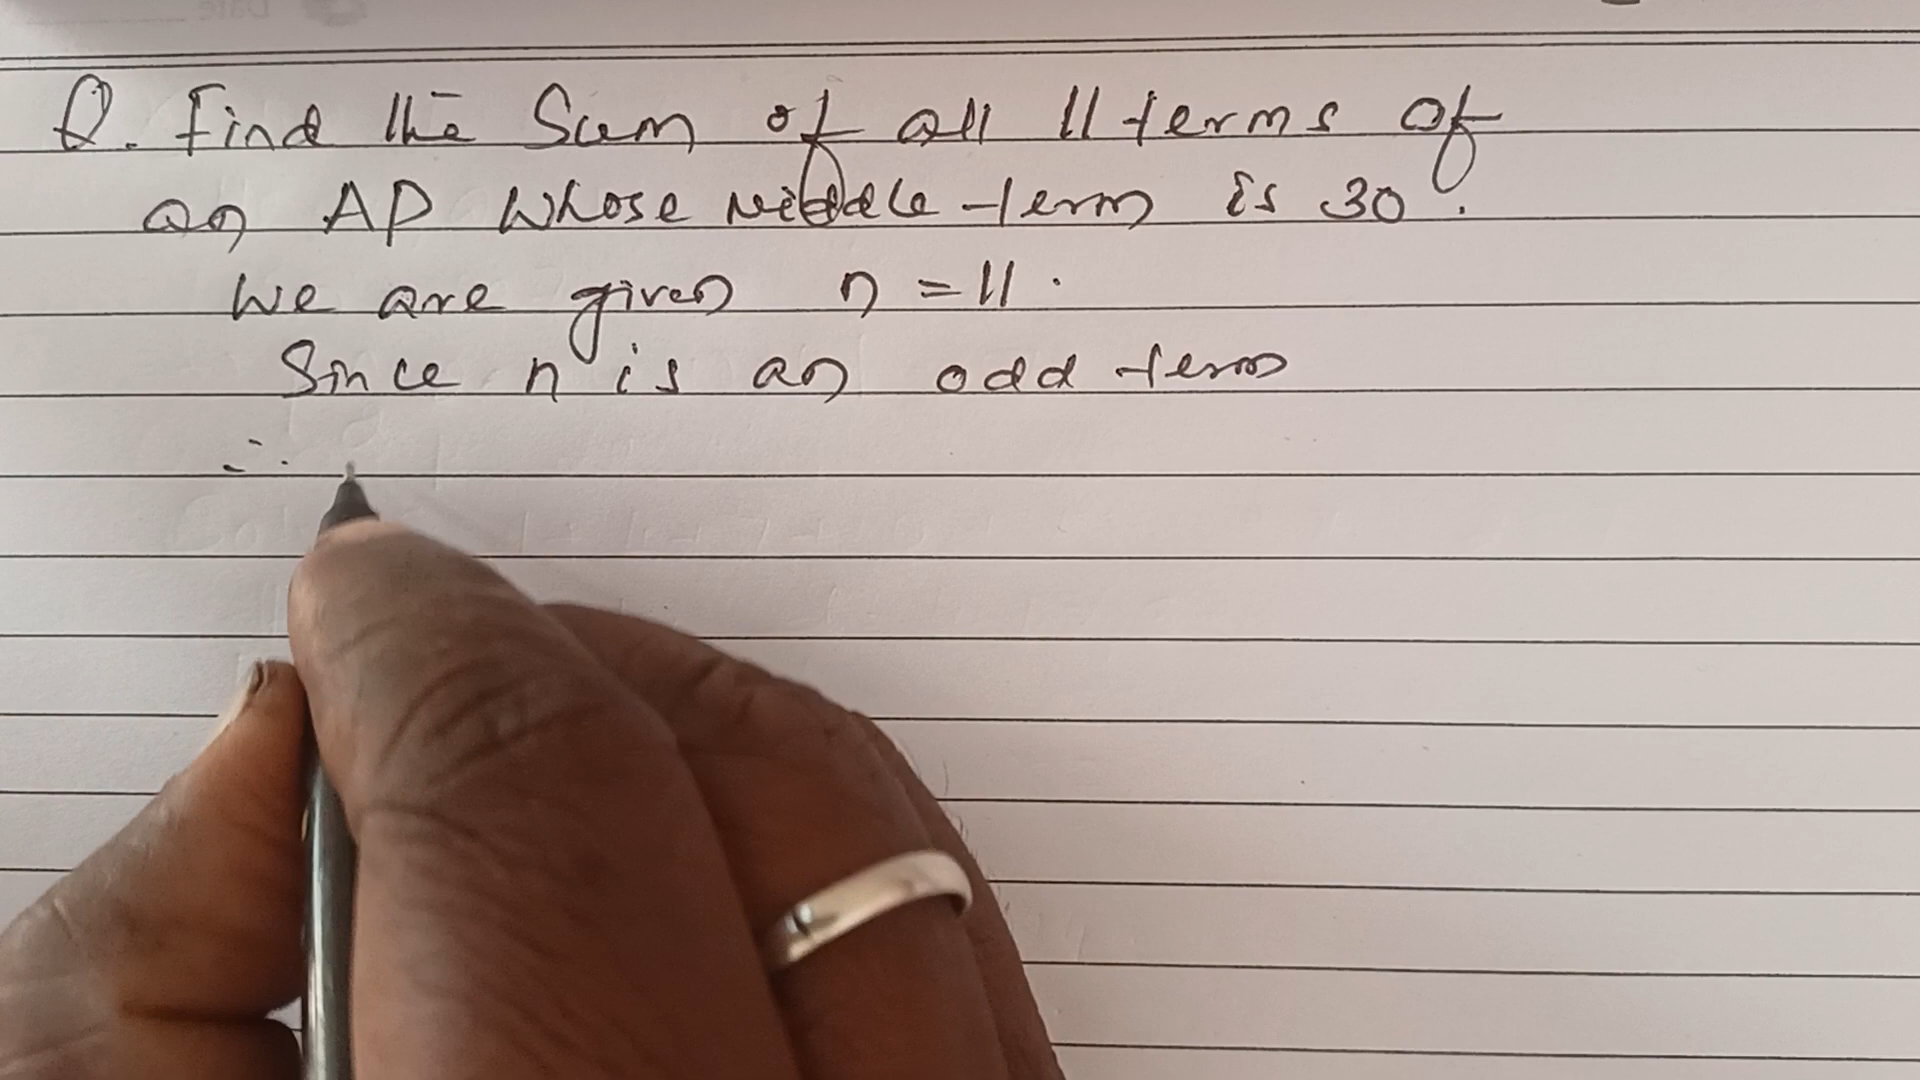 Date
Q. Find the Sum of all 11 terms of
an AP whose middle term is 30.
We are given n = 11.
Since n is an odd term
∴